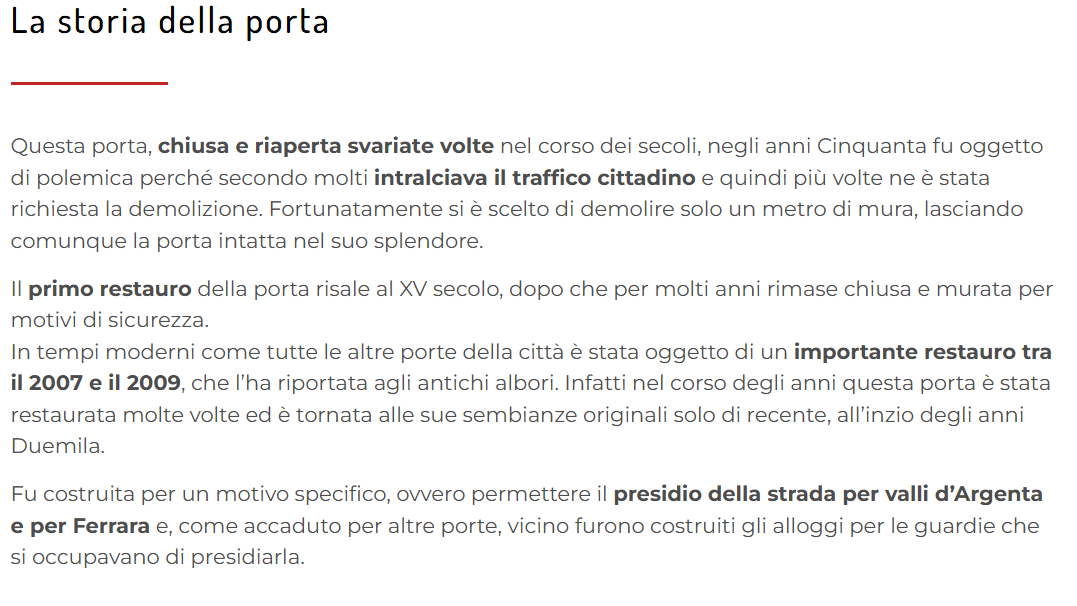 La storia della porta
Questa porta, chiusa e riaperta svariate volte nel corso dei secoli, negli anni Cinquanta fu oggetto
di polemica perché secondo molti intralciava il traffico cittadino e quindi più volte ne è stata
richiesta la demolizione. Fortunatamente si è scelto di demolire solo un metro di mura, lasciando
comunque la porta intatta nel suo splendore.
Il primo restauro della porta risale al XV secolo, dopo che per molti anni rimase chiusa e murata per
motivi di sicurezza.
In tempi moderni come tutte le altre porte della città è stata oggetto di un importante restauro tra
il 2007 e il 2009, che l’ha riportata agli antichi albori. Infatti nel corso degli anni questa porta è stata
restaurata molte volte ed è tornata alle sue sembianze originali solo di recente, all’inzio degli anni
Duemila.
Fu costruita per un motivo specifico, ovvero permettere il presidio della strada per valli d’Argenta
e per Ferrara e, come accaduto per altre porte, vicino furono costruiti gli alloggi per le guardie che
si occupavano di presidiarla.